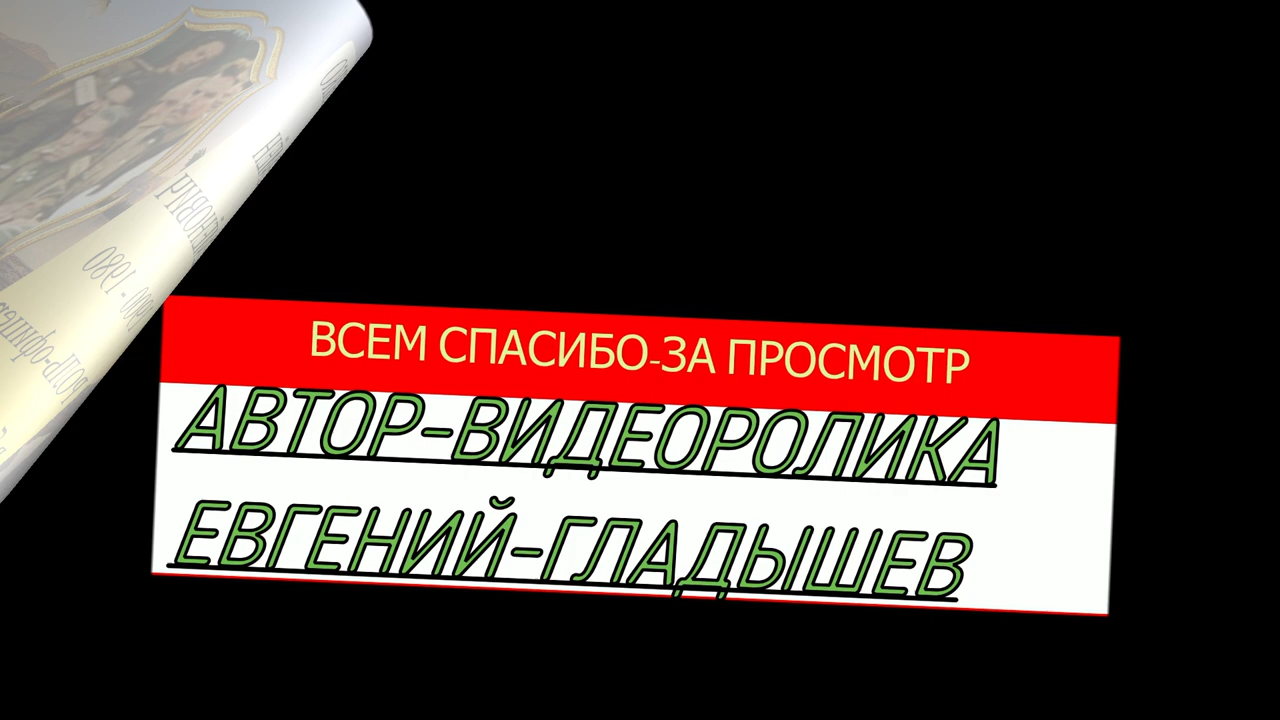 ВСЕМ СПАСИБО-ЗА ПРОСМОТР
АВТОР-ВИДЕОРОЛИКА
ЕВГЕНИЙ-ГЛАДЫШЕВ